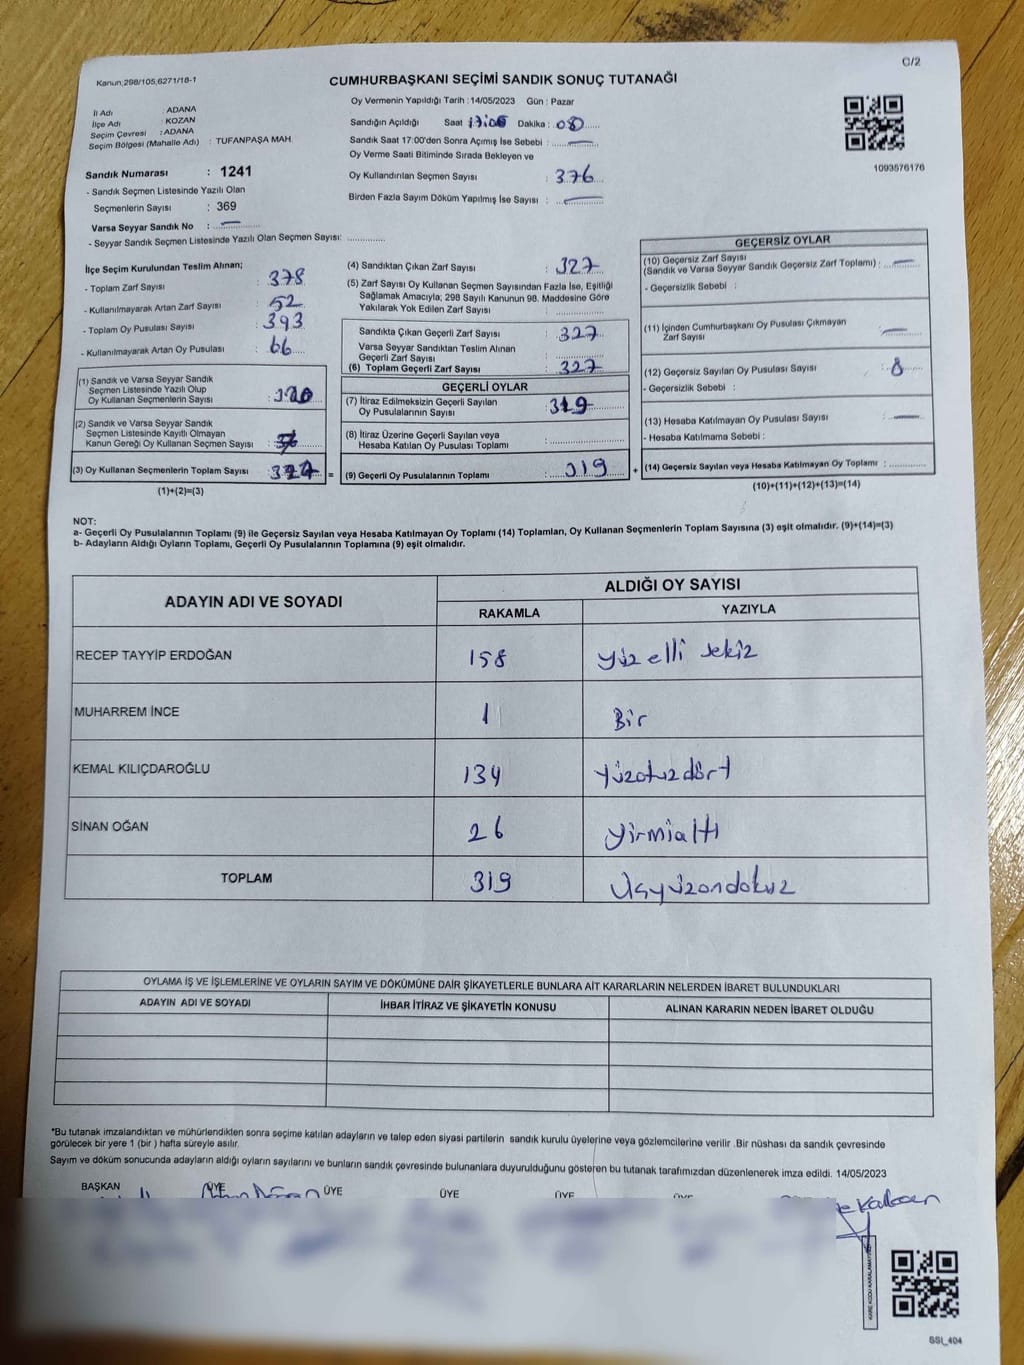 C/2
Kanun:298/105,6271/18-1
CUMHURBAŞKANI SEÇİMİ SANDIK SONUÇ TUTANAĞI
İl Adı : ADANA
İlçe Adı : KOZAN
Seçim Çevresi : ADANA
Seçim Bölgesi (Mahalle Adı) : TUFANPAŞA MAH.
Sandık Numarası : 1241
- Sandık Seçmen Listesinde Yazılı Olan
Seçmenlerin Sayısı : 369
Varsa Seyyar Sandık No : —
- Seyyar Sandık Seçmen Listesinde Yazılı Olan Seçmen Sayısı:
Oy Vermenin Yapıldığı Tarih : 14/05/2023 Gün : Pazar
Sandığın Açıldığı Saat Dakika :
Sandık Saat 17:00'den Sonra Açımış İse Sebebi : —
Oy Verme Saati Bitiminde Sırada Bekleyen ve
Oy Kullandırılan Seçmen Sayısı : 376
Birden Fazla Sayım Döküm Yapılmış İse Sayısı : —
1093576176
İlçe Seçim Kurulundan Teslim Alınan;
- Toplam Zarf Sayısı : 378
- Kullanılmayarak Artan Zarf Sayısı : 52
- Toplam Oy Pusulası Sayısı : 393
- Kullanılmayarak Artan Oy Pusulası : 66
(1) Sandık ve Varsa Seyyar Sandık
Seçmen Listesinde Yazılı Olup
Oy Kullanan Seçmenlerin Sayısı :
(2) Sandık ve Varsa Seyyar Sandık
Seçmen Listesinde Kayıtlı Olmayan
Kanun Gereği Oy Kullanan Seçmen Sayısı :
(3) Oy Kullanan Seçmenlerin Toplam Sayısı : =
(1)+(2)=(3)
(4) Sandıktan Çıkan Zarf Sayısı : 327
(5) Zarf Sayısı Oy Kullanan Seçmen Sayısından Fazla İse, Eşitliği
Sağlamak Amacıyla; 298 Sayılı Kanunun 98. Maddesine Göre
Yakılarak Yok Edilen Zarf Sayısı :
Sandıkta Çıkan Geçerli Zarf Sayısı : 327
Varsa Seyyar Sandıktan Teslim Alınan
Geçerli Zarf Sayısı :
(6) Toplam Geçerli Zarf Sayısı : 327
GEÇERLİ OYLAR
(7) İtiraz Edilmeksizin Geçerli Sayılan
Oy Pusulalarının Sayısı : 319
(8) İtiraz Üzerine Geçerli Sayılan veya
Hesaba Katılan Oy Pusulası Toplamı :
(9) Geçerli Oy Pusulalarının Toplamı : 319 +
GEÇERSİZ OYLAR
(10) Geçersiz Zarf Sayısı
(Sandık ve Varsa Seyyar Sandık Geçersiz Zarf Toplamı) : —
- Geçersizlik Sebebi :
(11) İçinden Cumhurbaşkanı Oy Pusulası Çıkmayan
Zarf Sayısı : —
(12) Geçersiz Sayılan Oy Pusulası Sayısı : 8
- Geçersizlik Sebebi :
(13) Hesaba Katılmayan Oy Pusulası Sayısı : —
- Hesaba Katılmama Sebebi :
(14) Geçersiz Sayılan veya Hesaba Katılmayan Oy Toplamı :
(10)+(11)+(12)+(13)=(14)
NOT:
a- Geçerli Oy Pusulalarının Toplamı (9) ile Geçersiz Sayılan veya Hesaba Katılmayan Oy Toplamı (14) Toplamları, Oy Kullanan Seçmenlerin Toplam Sayısına (3) eşit olmalıdır. (9)+(14)=(3)
b- Adayların Aldığı Oyların Toplamı, Geçerli Oy Pusulalarının Toplamına (9) eşit olmalıdır.
ADAYIN ADI VE SOYADI ALDIĞI OY SAYISI
RAKAMLA YAZIYLA
RECEP TAYYİP ERDOĞAN 158 yüz elli sekiz
MUHARREM İNCE 1 Bir
KEMAL KILIÇDAROĞLU 134 yüzotuzdört
SİNAN OĞAN 26 yirmialtı
TOPLAM 319 üçyüzondokuz
OYLAMA İŞ VE İŞLEMLERİNE VE OYLARIN SAYIM VE DÖKÜMÜNE DAİR ŞİKAYETLERLE BUNLARA AİT KARARLARIN NELERDEN İBARET BULUNDUKLARI
ADAYIN ADI VE SOYADI İHBAR İTİRAZ VE ŞİKAYETİN KONUSU ALINAN KARARIN NEDEN İBARET OLDUĞU
*Bu tutanak imzalandıktan ve mühürlendikten sonra seçime katılan adayların ve talep eden siyasi partilerin sandık kurulu üyelerine veya gözlemcilerine verilir .Bir nüshası da sandık çevresinde
görülecek bir yere 1 (bir ) hafta süreyle asılır.
Sayım ve döküm sonucunda adayların aldığı oyların sayılarını ve bunların sandık çevresinde bulunanlara duyurulduğunu gösteren bu tutanak tarafımızdan düzenlenerek imza edildi. 14/05/2023
BAŞKAN ÜYE ÜYE ÜYE ÜYE ÜYE
SSI_404